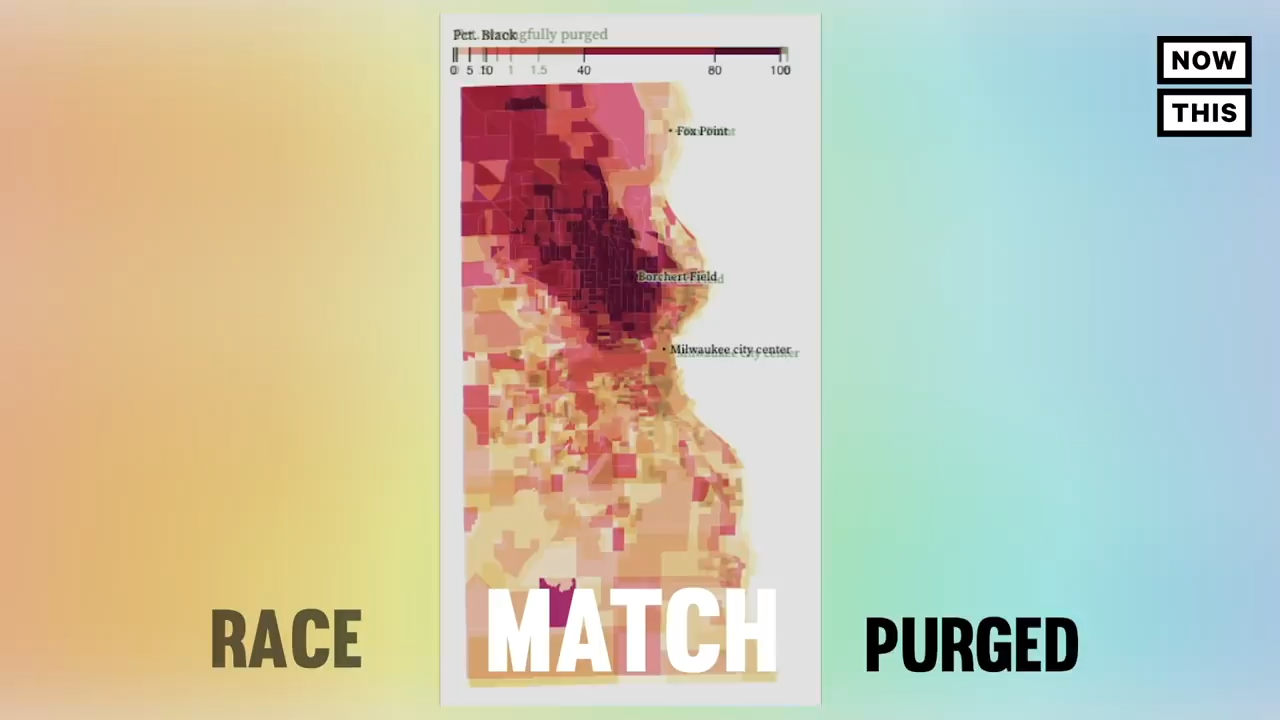 Pct. Black
wrongfully purged
0 5 10 1 1.5 40 80 100
NOW
THIS
Fox Point
Borchert Field
Milwaukee city center
RACE
MATCH
PURGED